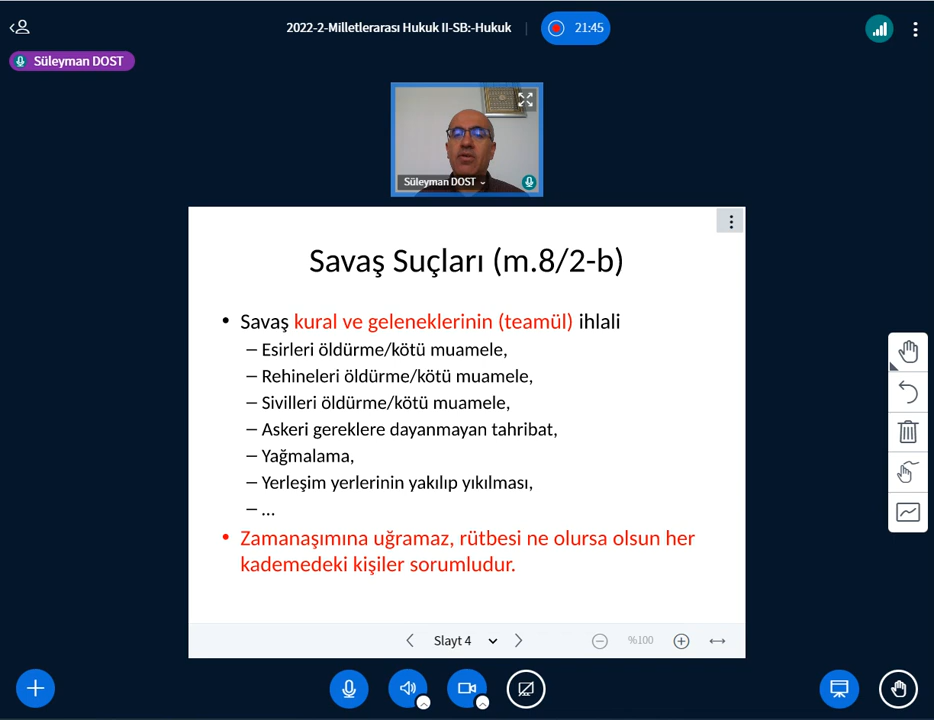 2022-2-Milletlerarası Hukuk II-SB:-Hukuk
21:45
Süleyman DOST
Süleyman DOST
Savaş Suçları (m.8/2-b)
• Savaş kural ve geleneklerinin (teamül) ihlali
– Esirleri öldürme/kötü muamele,
– Rehineleri öldürme/kötü muamele,
– Sivilleri öldürme/kötü muamele,
– Askeri gereklere dayanmayan tahribat,
– Yağmalama,
– Yerleşim yerlerinin yakılıp yıkılması,
– ...
• Zamanaşımına uğramaz, rütbesi ne olursa olsun her
kademedeki kişiler sorumludur.
Slayt 4
%100